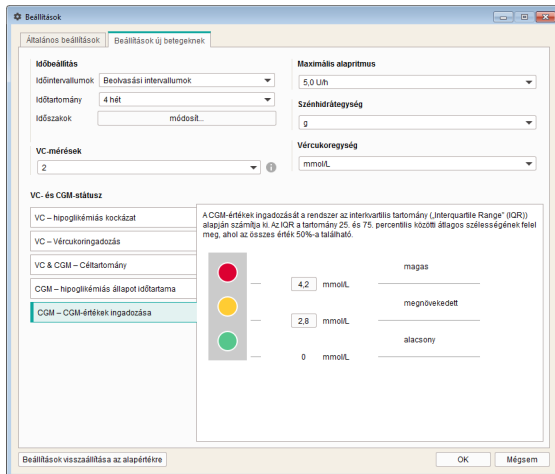 Beállítások
Általános beállítások
Beállítások új betegeknek
Időbeállítás
Időintervallumok
Beolvasási intervallumok
Időtartomány
4 hét
Időszakok
módosít...
VC-mérések
2
Maximális alapritmus
5,0 U/h
Szénhidrátegység
g
Vércukoregység
mmol/L
VC- és CGM-státusz
VC – hipoglikémiás kockázat
VC – Vércukoringadozás
VC & CGM – Céltartomány
CGM – hipoglikémiás állapot időtartama
CGM – CGM-értékek ingadozása
A CGM-értékek ingadozását a rendszer az interkvartilis tartomány („Interquartile Range” (IQR))
alapján számítja ki. Az IQR a tartomány 25. és 75. percentilis közötti átlagos szélességének felel
meg, ahol az összes érték 50%-a található.
magas
4,2 mmol/L
megnövekedett
2,8 mmol/L
alacsony
0 mmol/L
Beállítások visszaállítása az alapértékre
OK
Mégsem